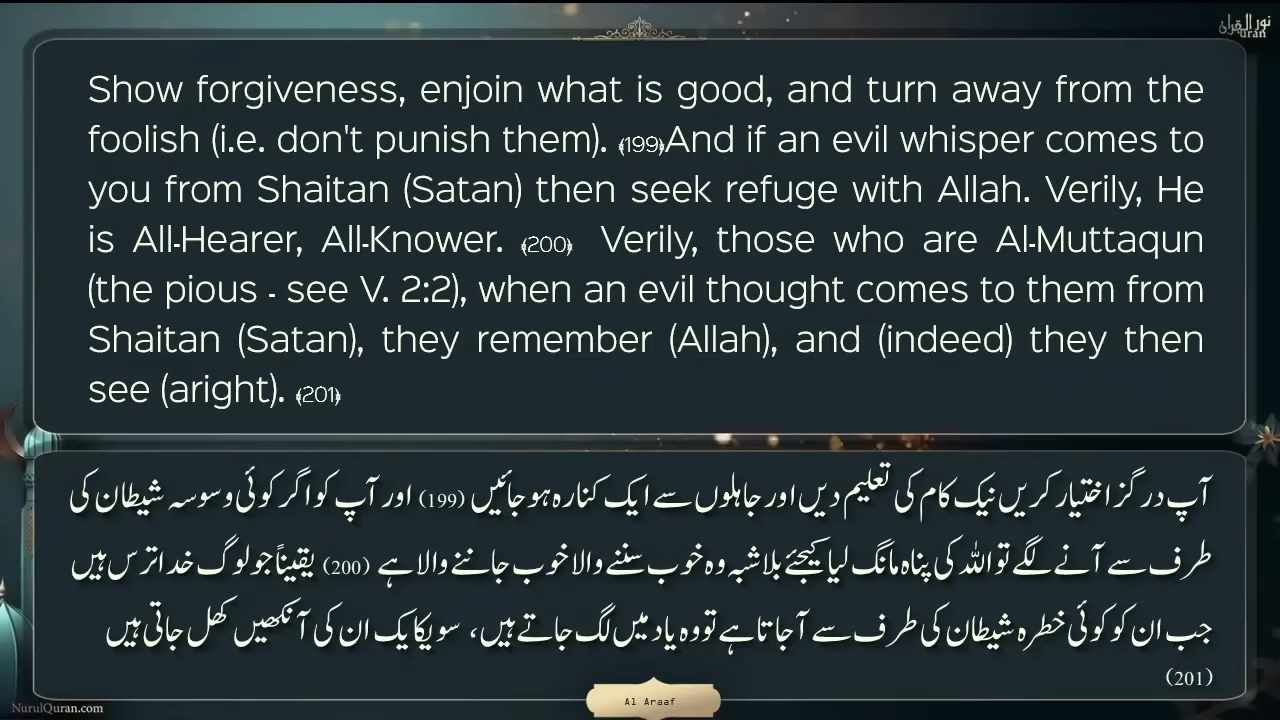 نور القرآن
Quran
Show forgiveness, enjoin what is good, and turn away from the
foolish (i.e. don't punish them). ﴾199﴿And if an evil whisper comes to
you from Shaitan (Satan) then seek refuge with Allah. Verily, He
is All-Hearer, All-Knower. ﴾200﴿ Verily, those who are Al-Muttaqun
(the pious - see V. 2:2), when an evil thought comes to them from
Shaitan (Satan), they remember (Allah), and (indeed) they then
see (aright). ﴾201﴿
آپ درگزر اختیار کریں نیک کام کی تعلیم دیں اور جاہلوں سے ایک کنارہ ہو جائیں (199) اور آپ کو اگر کوئی وسوسہ شیطان کی
طرف سے آنے لگے تو اللہ کی پناہ مانگ لیا کیجئے بلاشبہ وہ خوب سننے والا خوب جاننے والا ہے (200) یقیناً جو لوگ خدا ترس ہیں
جب ان کو کوئی خطرہ شیطان کی طرف سے آجاتا ہے تو وہ یاد میں لگ جاتے ہیں، سو یکایک ان کی آنکھیں کھل جاتی ہیں
(201)
Al Araaf
NurulQuran.com